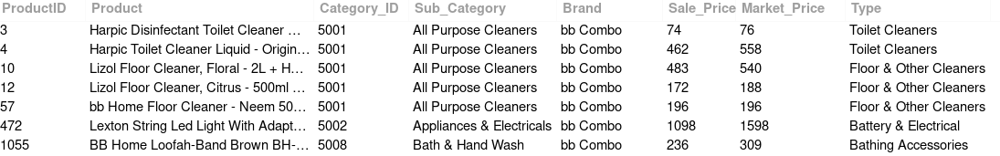 ProductID Product Category_ID Sub_Category Brand Sale_Price Market_Price Type
3 Harpic Disinfectant Toilet Cleaner ... 5001 All Purpose Cleaners bb Combo 74 76 Toilet Cleaners
4 Harpic Toilet Cleaner Liquid - Origin... 5001 All Purpose Cleaners bb Combo 462 558 Toilet Cleaners
10 Lizol Floor Cleaner, Floral - 2L + H... 5001 All Purpose Cleaners bb Combo 483 540 Floor & Other Cleaners
12 Lizol Floor Cleaner, Citrus - 500ml ... 5001 All Purpose Cleaners bb Combo 172 188 Floor & Other Cleaners
57 bb Home Floor Cleaner - Neem 50... 5001 All Purpose Cleaners bb Combo 196 196 Floor & Other Cleaners
472 Lexton String Led Light With Adapt... 5002 Appliances & Electricals bb Combo 1098 1598 Battery & Electrical
1055 BB Home Loofah-Band Brown BH-... 5008 Bath & Hand Wash bb Combo 236 309 Bathing Accessories